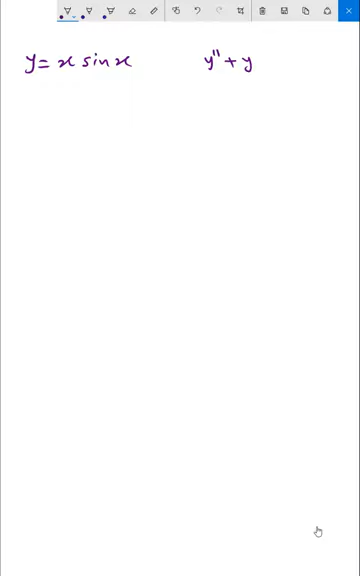 y = x sin x y" + y